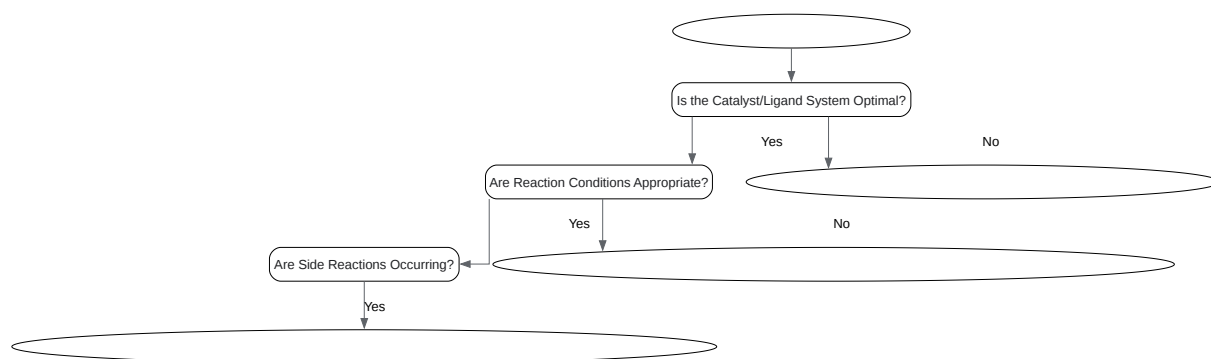 Is the Catalyst/Ligand System Optimal?
Yes
No
Are Reaction Conditions Appropriate?
Yes
No
Are Side Reactions Occurring?
Yes